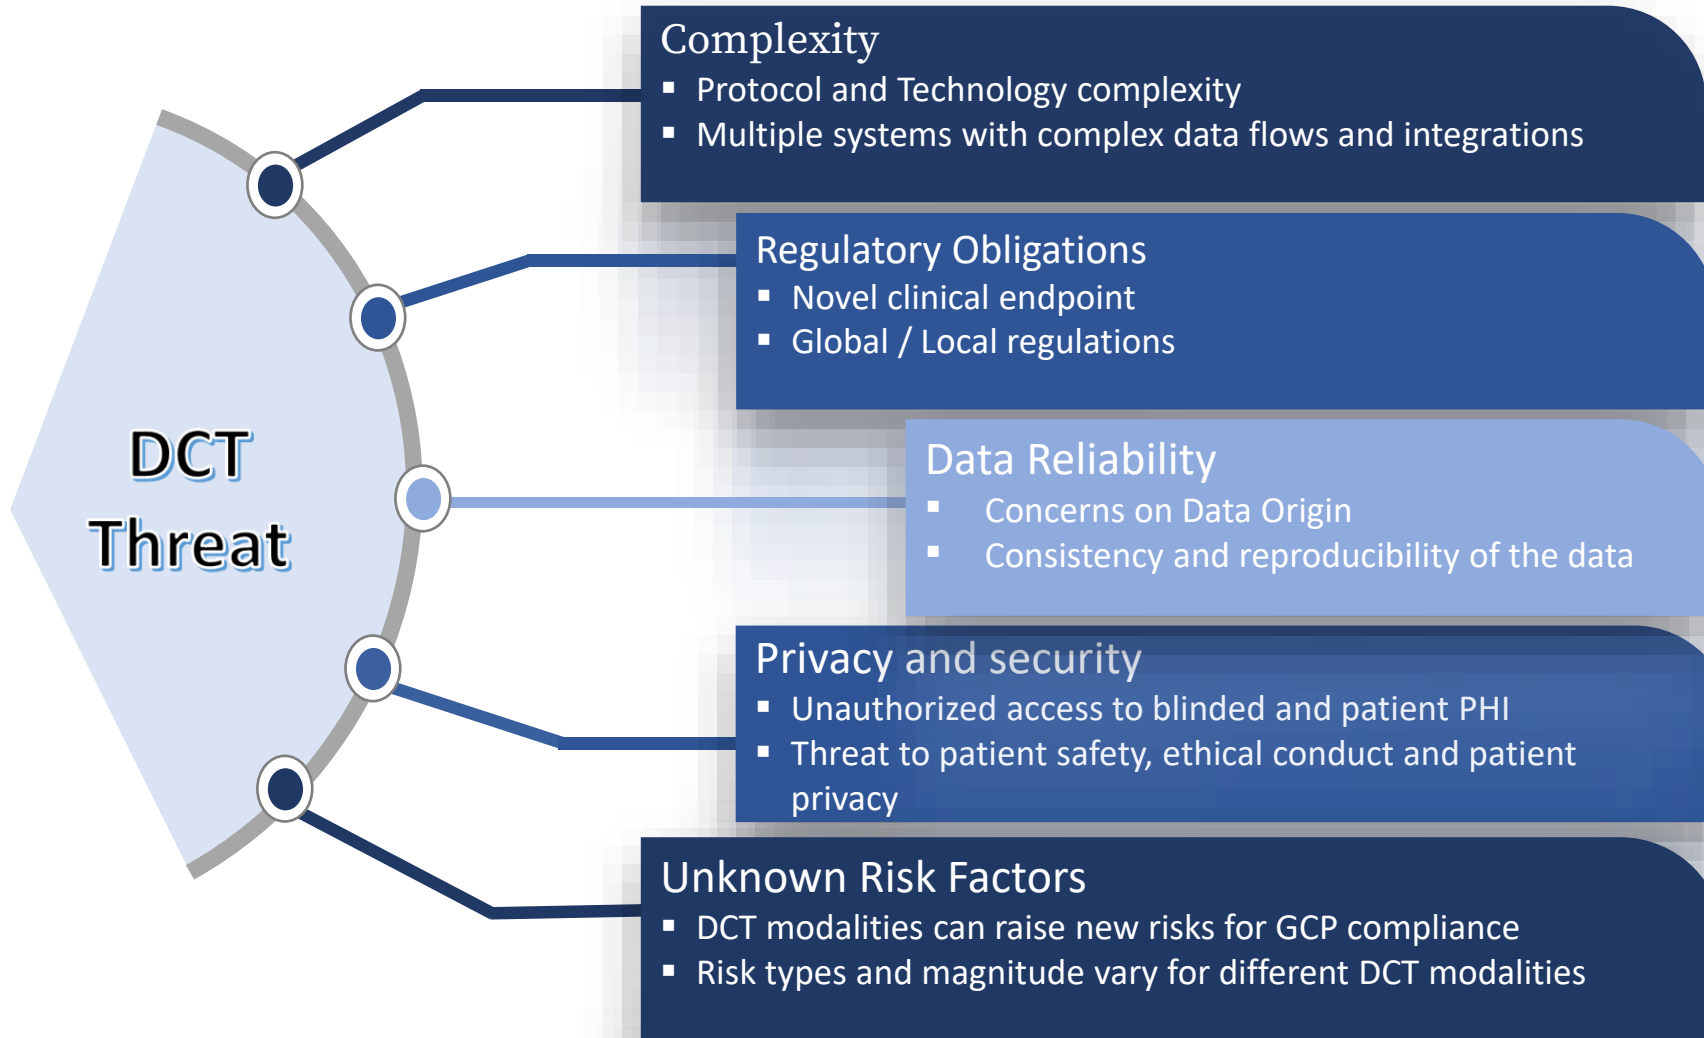 DCT
Threat
Complexity
▪ Protocol and Technology complexity
▪ Multiple systems with complex data flows and integrations
Regulatory Obligations
▪ Novel clinical endpoint
▪ Global / Local regulations
Data Reliability
▪ Concerns on Data Origin
▪ Consistency and reproducibility of the data
Privacy and security
▪ Unauthorized access to blinded and patient PHI
▪ Threat to patient safety, ethical conduct and patient
privacy
Unknown Risk Factors
▪ DCT modalities can raise new risks for GCP compliance
▪ Risk types and magnitude vary for different DCT modalities